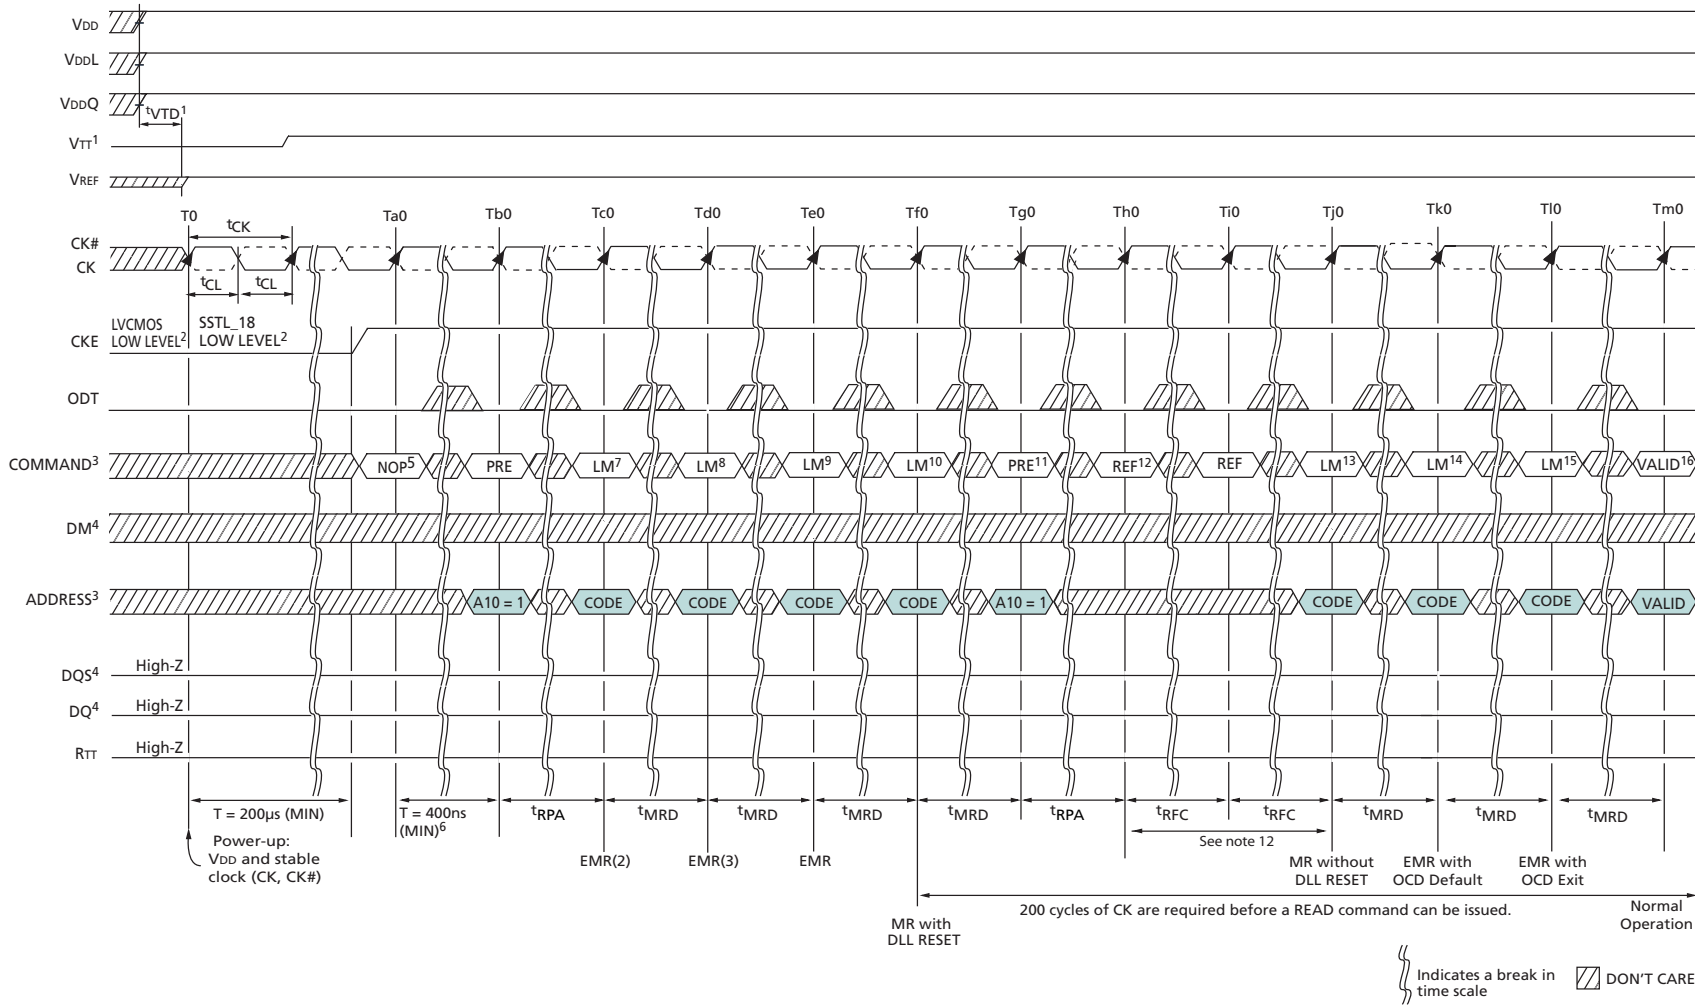 VDD
VDDL
VDDQ
tVTD1
VTT1
VREF
T0 Ta0 Tb0 Tc0 Td0 Te0 Tf0 Tg0 Th0 Ti0 Tj0 Tk0 Tl0 Tm0
tCK
CK#
CK
tCL tCL
LVCMOS
LOW LEVEL2
SSTL_18
LOW LEVEL2
CKE
ODT
COMMAND3 NOP5 PRE LM7 LM8 LM9 LM10 PRE11 REF12 REF LM13 LM14 LM15 VALID16
DM4
ADDRESS3 A10 = 1 CODE CODE CODE CODE A10 = 1 CODE CODE CODE VALID
DQS4 High-Z
DQ4 High-Z
RTT High-Z
T = 200µs (MIN)
T = 400ns
(MIN)6
tRPA tMRD tMRD tMRD tMRD tRPA tRFC tRFC tMRD tMRD tMRD
See note 12
Power-up:
VDD and stable
clock (CK, CK#)
EMR(2) EMR(3) EMR
MR without
DLL RESET
EMR with
OCD Default
EMR with
OCD Exit
200 cycles of CK are required before a READ command can be issued.
Normal
Operation
MR with
DLL RESET
Indicates a break in
time scale
DON'T CARE